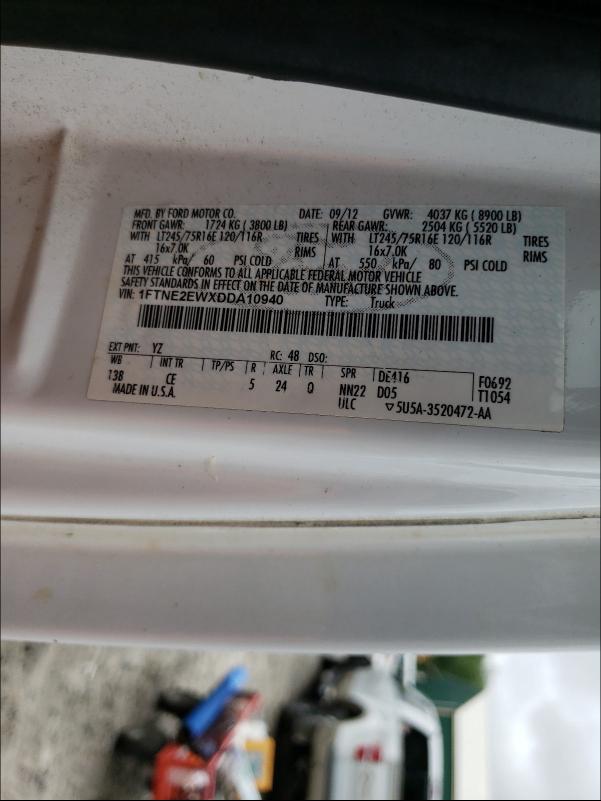 MFD. BY FORD MOTOR CO. DATE: 09/12 GVWR: 4037 KG ( 8900 LB)
FRONT GAWR: 1724 KG ( 3800 LB) REAR GAWR: 2504 KG ( 5520 LB)
WITH LT245/75R16E 120/116R TIRES WITH LT245/75R16E 120/116R TIRES
16x7.0K RIMS 16x7.0K RIMS
AT 415 kPa/ 60 PSI COLD AT 550 kPa/ 80 PSI COLD
THIS VEHICLE CONFORMS TO ALL APPLICABLE FEDERAL MOTOR VEHICLE
SAFETY STANDARDS IN EFFECT ON THE DATE OF MANUFACTURE SHOWN ABOVE.
VIN: 1FTNE2EWXDDA10940 TYPE: Truck
EXT PNT: YZ RC: 48 DSO:
WB INT TR TP/PS R AXLE TR SPR DE416 F0692
138 CE 5 24 Q NN22 D05 T1054
MADE IN U.S.A. ULC ▽5U5A-3520472-AA